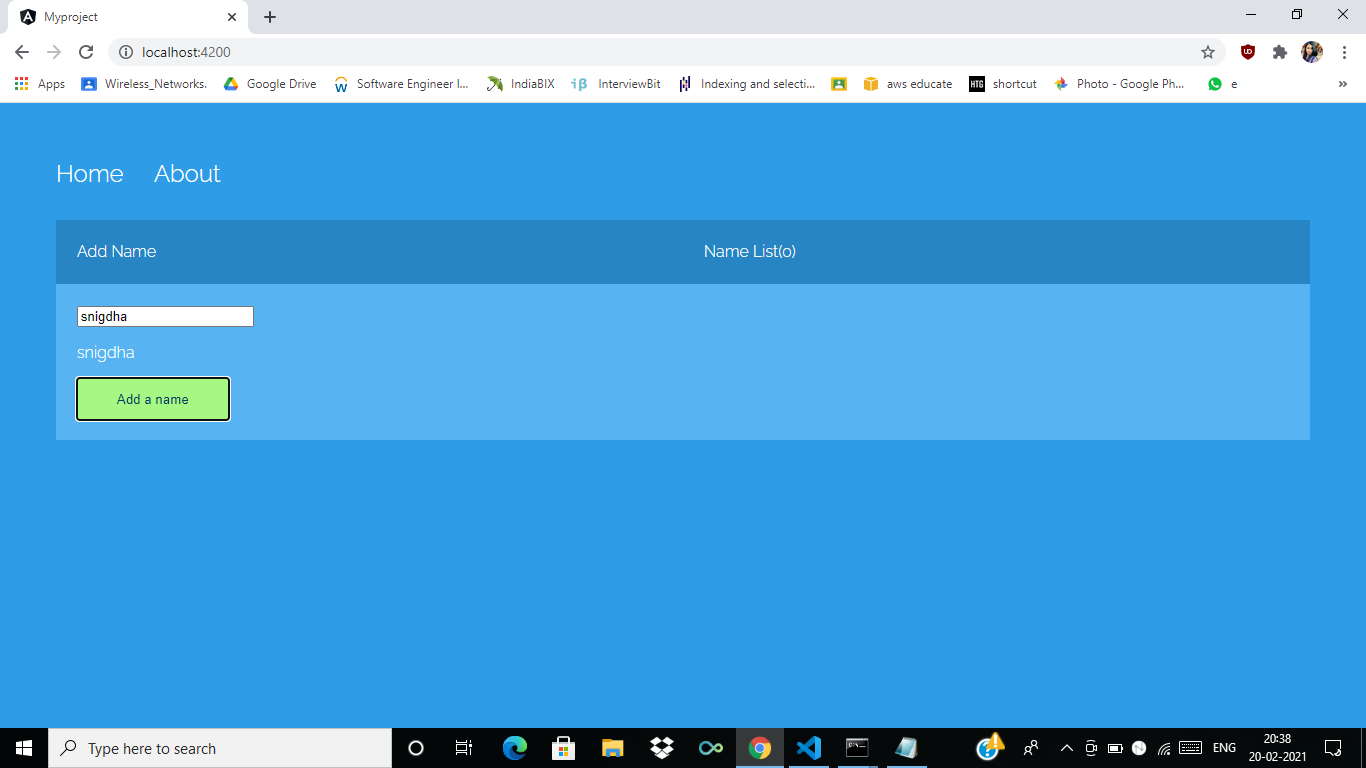 Myproject
localhost:4200
Apps Wireless_Networks. Google Drive Software Engineer I... IndiaBIX InterviewBit Indexing and selecti... aws educate HTG shortcut Photo - Google Ph... e
Home About
Add Name Name List(0)
snigdha
snigdha
Add a name
Type here to search
ENG
20:38
20-02-2021